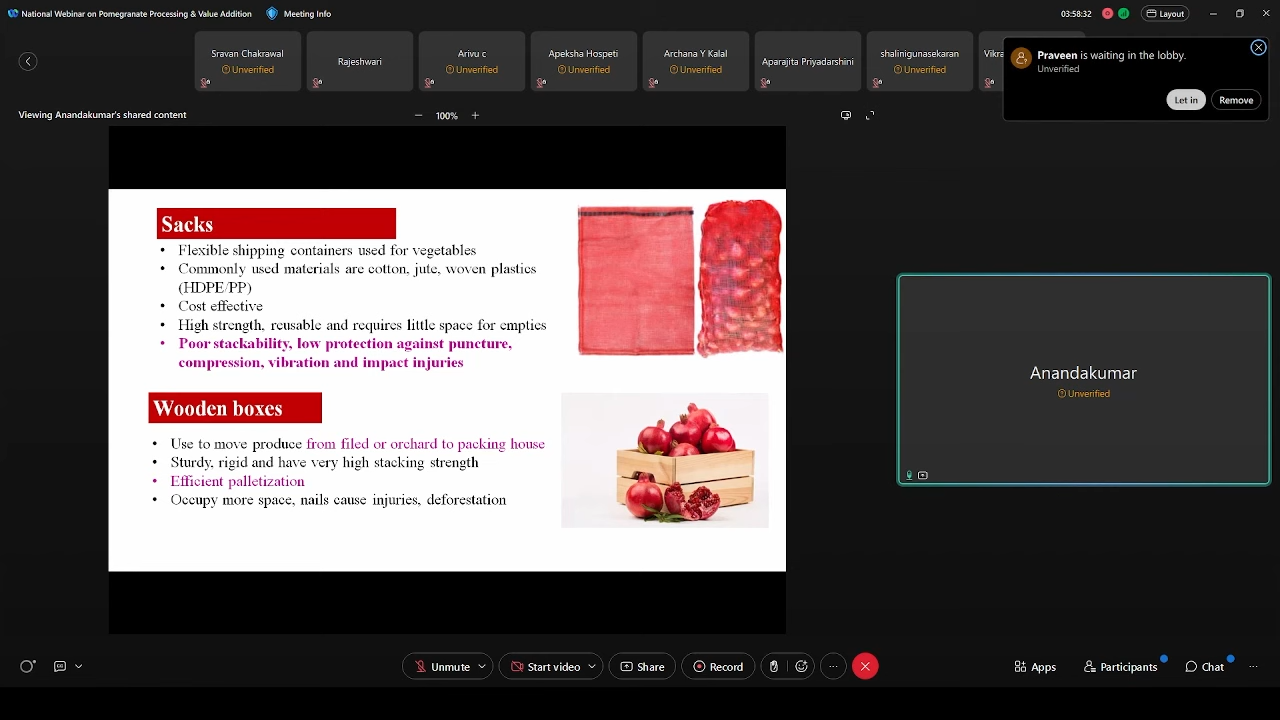 National Webinar on Pomegranate Processing & Value Addition
Meeting Info
03:58:32
Layout
Sravan Chakrawal
Unverified
Rajeshwari
Arivu c
Unverified
Apeksha Hospeti
Unverified
Archana Y Kalal
Unverified
Aparajita Priyadarshini
shalinigunasekaran
Unverified
Vikra
Praveen is waiting in the lobby.
Unverified
Let in
Remove
Viewing Anandakumar's shared content
100%
Sacks
• Flexible shipping containers used for vegetables
• Commonly used materials are cotton, jute, woven plastics
(HDPE/PP)
• Cost effective
• High strength, reusable and requires little space for empties
• Poor stackability, low protection against puncture,
compression, vibration and impact injuries
Wooden boxes
• Use to move produce from filed or orchard to packing house
• Sturdy, rigid and have very high stacking strength
• Efficient palletization
• Occupy more space, nails cause injuries, deforestation
Anandakumar
Unverified
Unmute
Start video
Share
Record
Apps
Participants
Chat